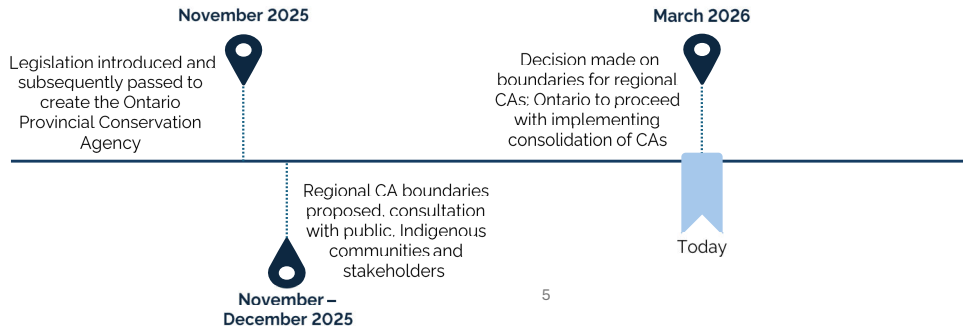 November 2025
Legislation introduced and
subsequently passed to
create the Ontario
Provincial Conservation
Agency
Regional CA boundaries
proposed, consultation
with public, Indigenous
communities and
stakeholders
November –
December 2025
March 2026
Decision made on
boundaries for regional
CAs; Ontario to proceed
with implementing
consolidation of CAs
Today
5